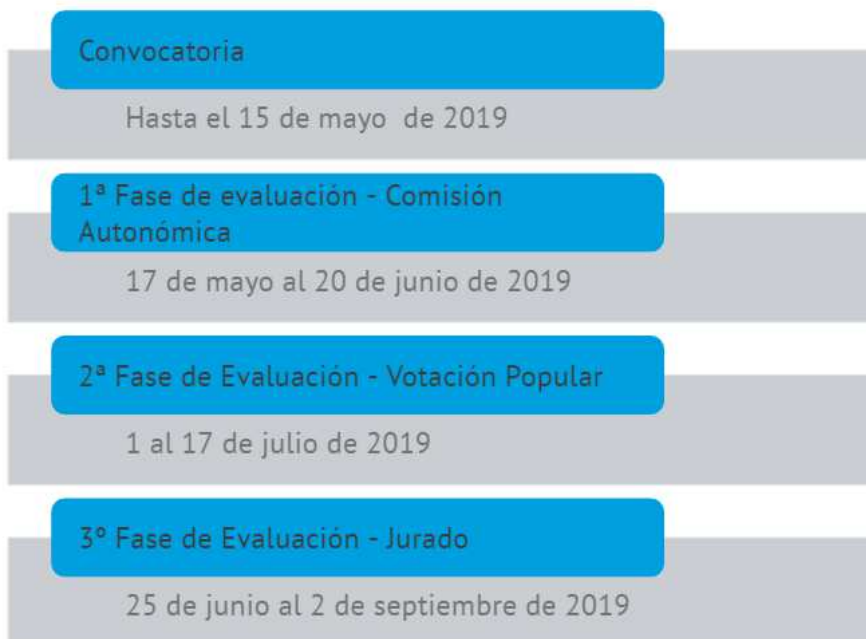 Convocatoria
Hasta el 15 de mayo  de 2019
1ª Fase de evaluación - Comisión
Autonómica
17 de mayo al 20 de junio de 2019
2ª Fase de Evaluación - Votación Popular
1 al 17 de julio de 2019
3º Fase de Evaluación - Jurado
25 de junio al 2 de septiembre de 2019